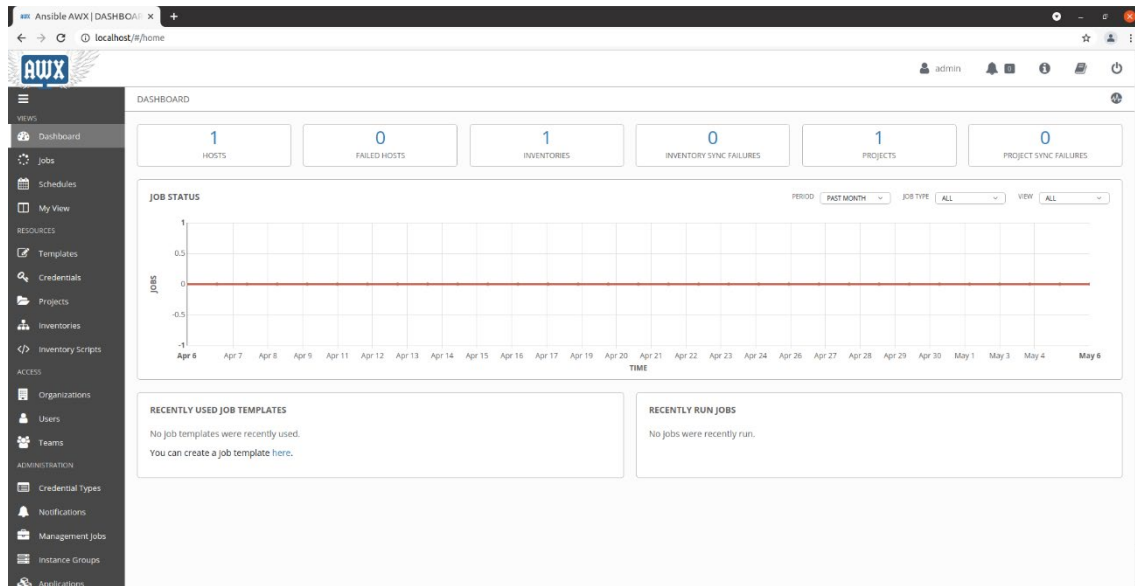 AWX Ansible AWX | DASHBOA
localhost/#/home
AWX
admin
0
DASHBOARD
VIEWS
Dashboard
Jobs
Schedules
My View
RESOURCES
Templates
Credentials
Projects
Inventories
Inventory Scripts
ACCESS
Organizations
Users
Teams
ADMINISTRATION
Credential Types
Notifications
Management Jobs
Instance Groups
Applications
1
HOSTS
0
FAILED HOSTS
1
INVENTORIES
0
INVENTORY SYNC FAILURES
1
PROJECTS
0
PROJECT SYNC FAILURES
JOB STATUS
PERIOD PAST MONTH JOB TYPE ALL VIEW ALL
1
0.5
0
-0.5
-1
JOBS
Apr 6 Apr 7 Apr 8 Apr 9 Apr 11 Apr 12 Apr 13 Apr 14 Apr 15 Apr 16 Apr 17 Apr 19 Apr 20 Apr 21 Apr 22 Apr 23 Apr 24 Apr 26 Apr 27 Apr 28 Apr 29 Apr 30 May 1 May 3 May 4 May 6
TIME
RECENTLY USED JOB TEMPLATES
No job templates were recently used.
You can create a job template here.
RECENTLY RUN JOBS
No jobs were recently run.